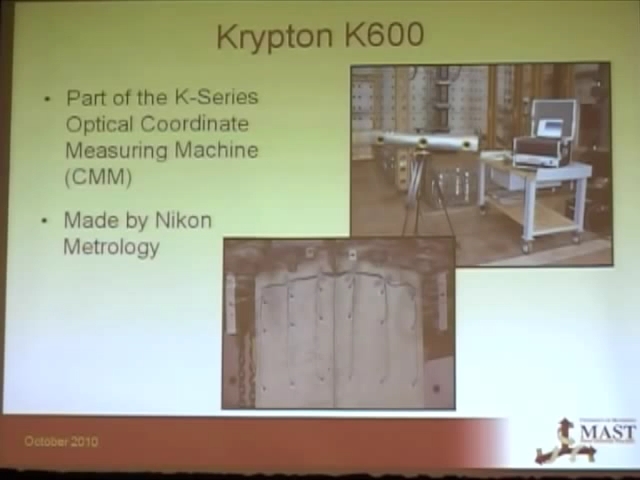 Krypton K600
• Part of the K-Series
Optical Coordinate
Measuring Machine
(CMM)
• Made by Nikon
Metrology
October 2010
MAST